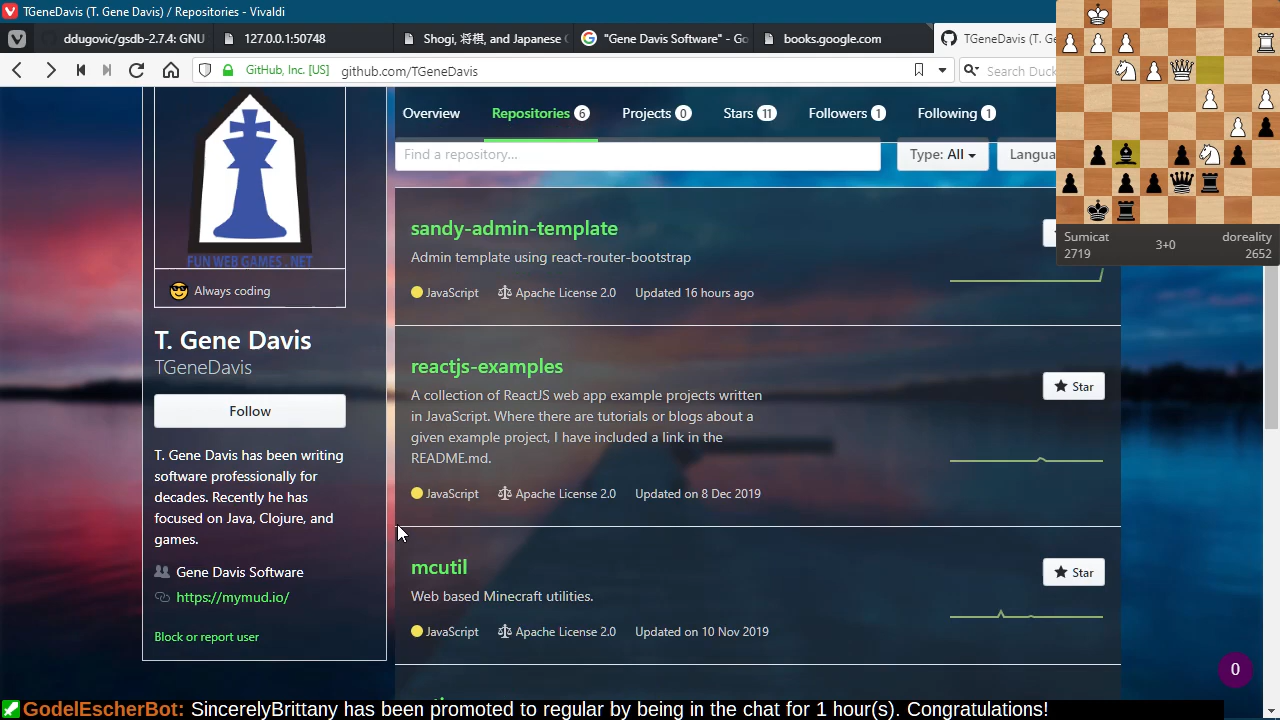 TGeneDavis (T. Gene Davis) / Repositories - Vivaldi
ddugovic/gsdb-2.7.4: GNU
127.0.0.1:50748
Shogi, 将棋, and Japanese
"Gene Davis Software" - Go
books.google.com
TGeneDavis (T. Ge
GitHub, Inc. [US]
github.com/TGeneDavis
Search Duck
FUN WEB GAMES .NET
Always coding
T. Gene Davis
TGeneDavis
Follow
T. Gene Davis has been writing
software professionally for
decades. Recently he has
focused on Java, Clojure, and
games.
Gene Davis Software
https://mymud.io/
Block or report user
Overview
Repositories 6
Projects 0
Stars 11
Followers 1
Following 1
Find a repository...
Type: All
Langua
sandy-admin-template
Admin template using react-router-bootstrap
JavaScript Apache License 2.0 Updated 16 hours ago
reactjs-examples
Star
A collection of ReactJS web app example projects written
in JavaScript. Where there are tutorials or blogs about a
given example project, I have included a link in the
README.md.
JavaScript Apache License 2.0 Updated on 8 Dec 2019
mcutil
Star
Web based Minecraft utilities.
JavaScript Apache License 2.0 Updated on 10 Nov 2019
Sumicat
2719
3+0
doreality
2652
0
GodelEscherBot: SincerelyBrittany has been promoted to regular by being in the chat for 1 hour(s). Congratulations!